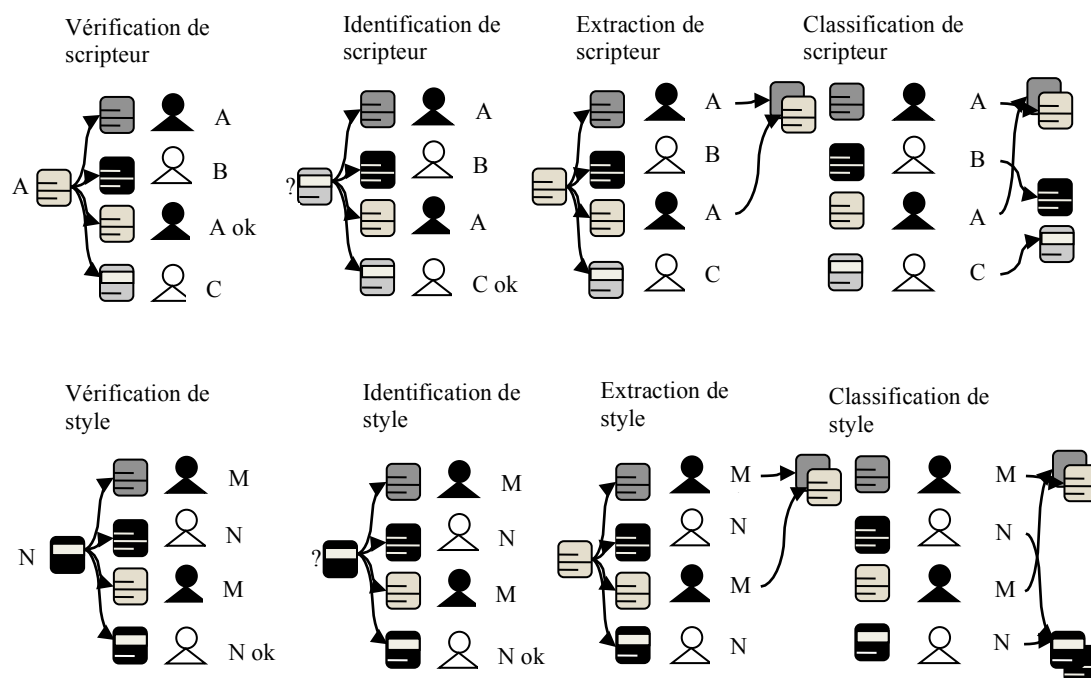 Vérification de
scripteur
Identification de
scripteur
Extraction de
scripteur
Classification de
scripteur
A
A
B
A ok
C
?
A
B
A
C ok
A
B
A
C
A
B
A
C
Vérification de
style
Identification de
style
Extraction de
style
Classification de
style
N
M
N
M
N ok
?
M
N
M
N ok
M
N
M
N
M
N
M
N